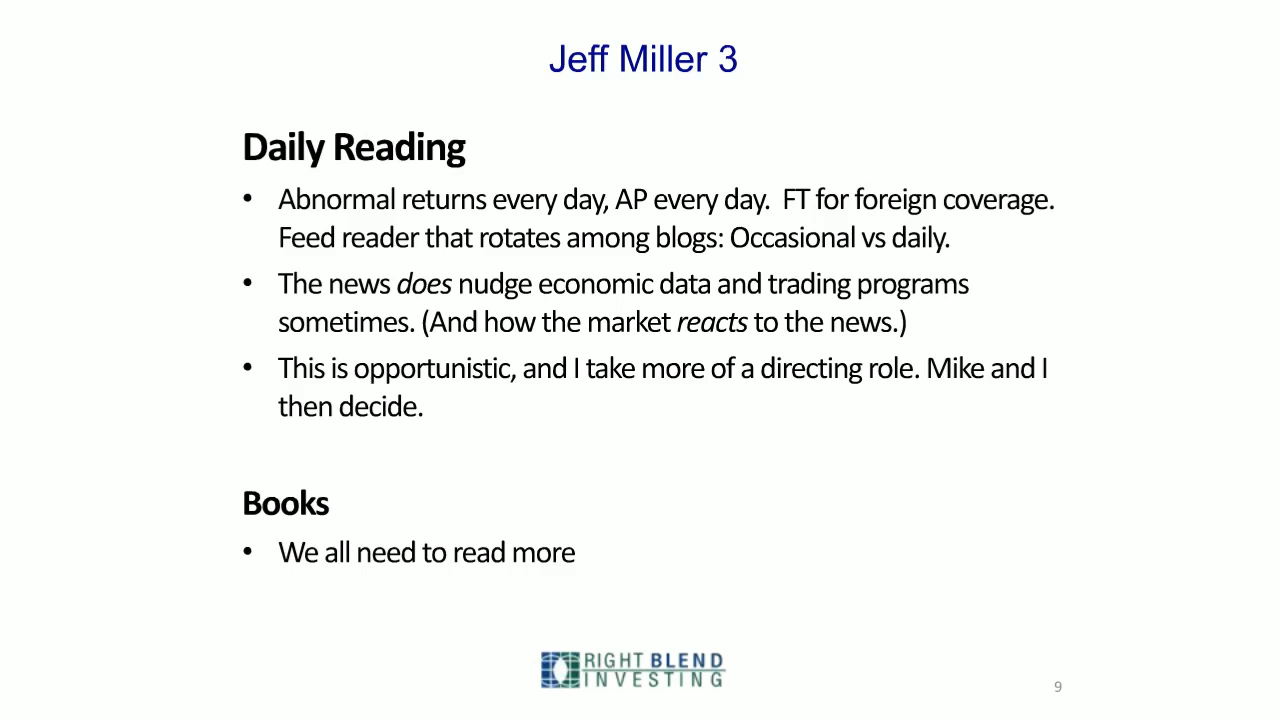 Jeff Miller 3
Daily Reading
• Abnormal returns every day, AP every day.  FT for foreign coverage.
Feed reader that rotates among blogs: Occasional vs daily.
• The news does nudge economic data and trading programs
sometimes. (And how the market reacts to the news.)
• This is opportunistic, and I take more of a directing role. Mike and I
then decide.
Books
• We all need to read more
RIGHT BLEND
INVESTING
9